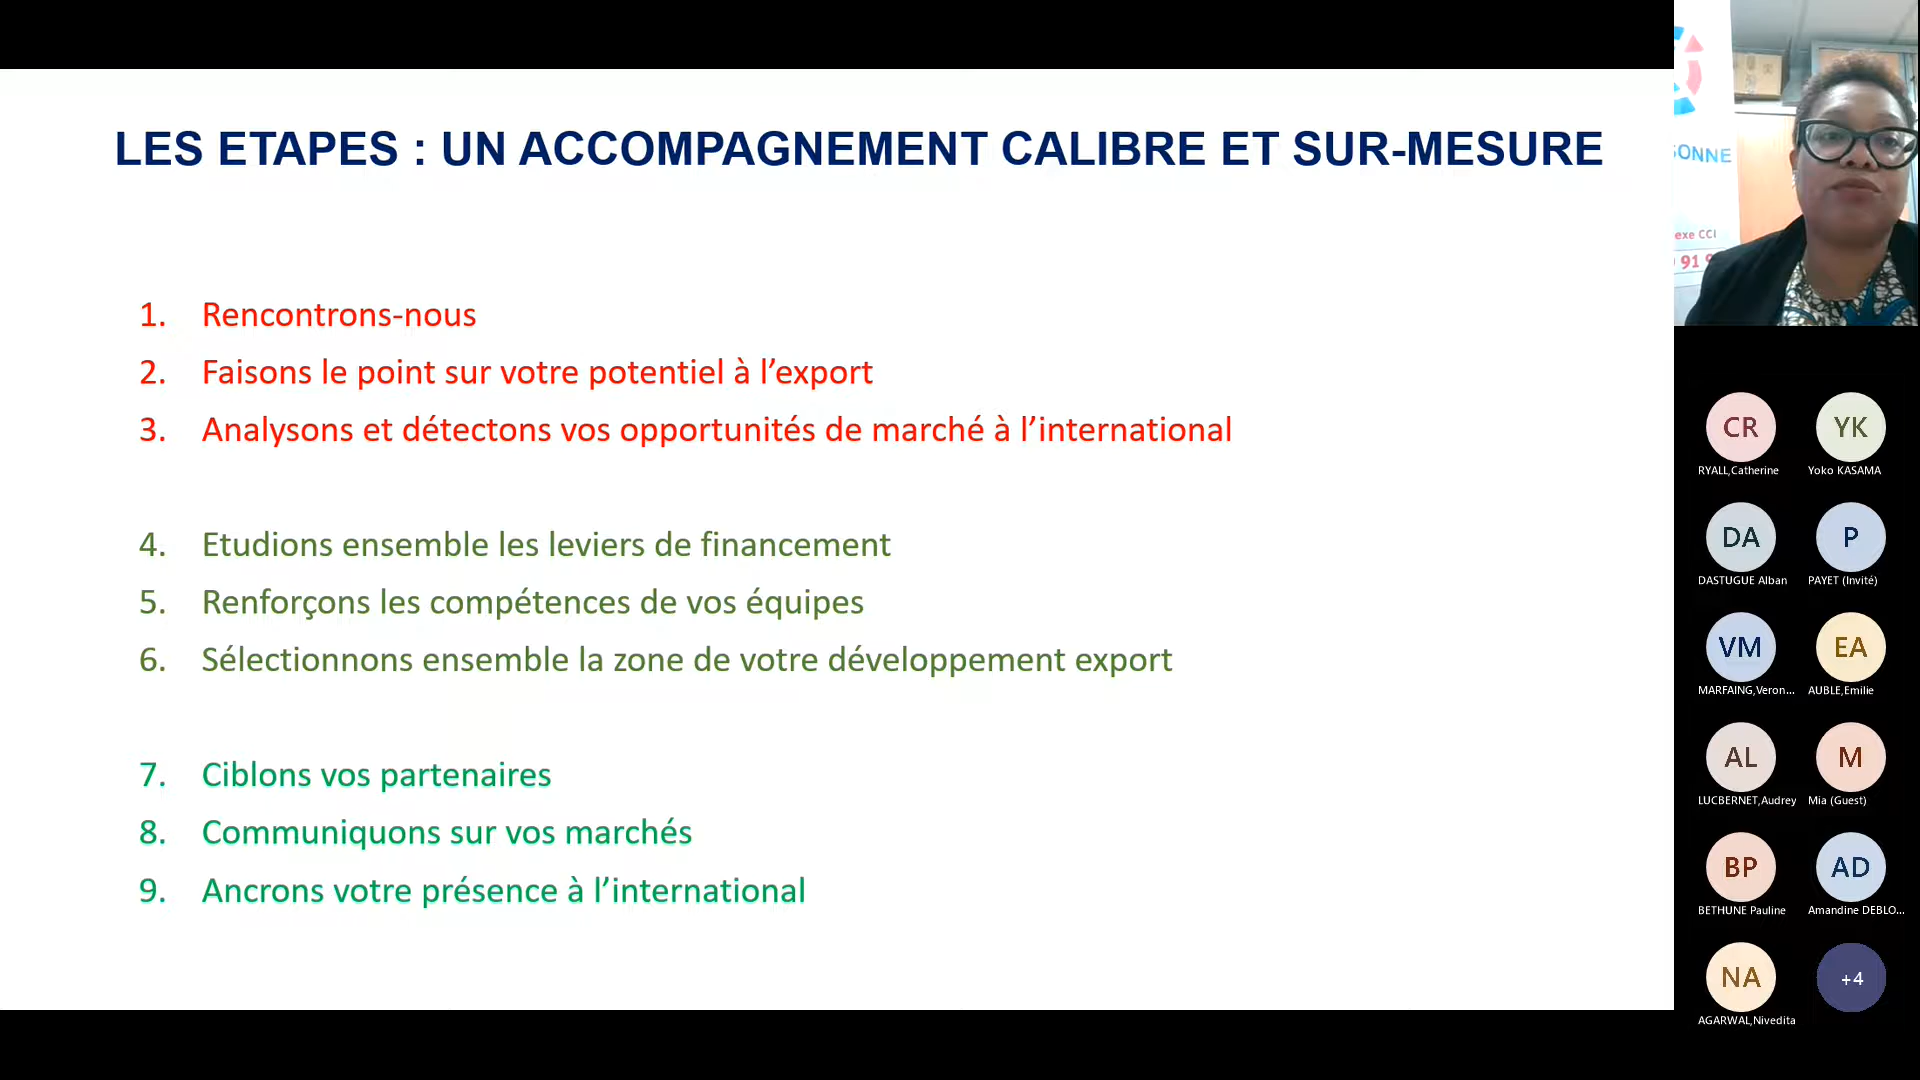 LES ETAPES : UN ACCOMPAGNEMENT CALIBRE ET SUR-MESURE
1. Rencontrons-nous
2. Faisons le point sur votre potentiel à l’export
3. Analysons et détectons vos opportunités de marché à l’international
4. Etudions ensemble les leviers de financement
5. Renforçons les compétences de vos équipes
6. Sélectionnons ensemble la zone de votre développement export
7. Ciblons vos partenaires
8. Communiquons sur vos marchés
9. Ancrons votre présence à l’international
SONNE
exe CCI
91
CR YK
RYALL,Catherine Yoko KASAMA
DA P
DASTUGUE Alban PAYET (Invité)
VM EA
MARFAING,Veron... AUBLE,Emilie
AL M
LUCBERNET,Audrey Mia (Guest)
BP AD
BETHUNE Pauline Amandine DEBLO...
NA +4
AGARWAL,Nivedita